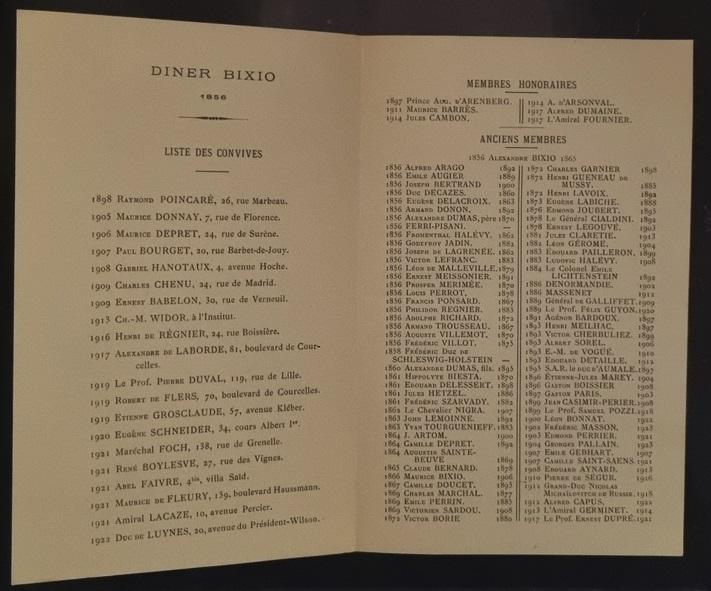 DINER BIXIO
1856
LISTE DES CONVIVES
1898 RAYMOND POINCARÉ, 26, rue Marbeau.
1905 MAURICE DONNAY, 7, rue de Florence.
1906 MAURICE DEPRET, 24, rue de Surène.
1907 PAUL BOURGET, 20, rue Barbet-de-Jouy.
1908 GABRIEL HANOTAUX, 4, avenue Hoche.
1909 CHARLES CHENU, 24, rue de Madrid.
1909 ERNEST BABELON, 30, rue de Verneuil.
1913 CH.-M. WIDOR, à l'Institut.
1916 HENRI DE RÉGNIER, 24, rue Boissière.
1917 ALEXANDRE DE LABORDE, 81, boulevard de Cour-
celles.
1919 Le Prof. PIERRE DUVAL, 119, rue de Lille.
1919 ROBERT DE FLERS, 70, boulevard de Courcelles.
1919 ETIENNE GROSCLAUDE, 57, avenue Kléber.
1920 EUGÈNE SCHNEIDER, 34, cours Albert Ier.
1921 Maréchal FOCH, 138, rue de Grenelle.
1921 RENÉ BOYLESVE, 27, rue des Vignes.
1921 ABEL FAIVRE, 4bis, villa Saïd.
1921 MAURICE DE FLEURY, 139, boulevard Haussmann.
1921 Amiral LACAZE, 10, avenue Percier.
1922 DUC DE LUYNES, 20, avenue du Président-Wilson.
MEMBRES HONORAIRES
1897 Prince AUG. D'ARENBERG.
1911 MAURICE BARRÈS.
1914 JULES CAMBON.
1914 A. D'ARSONVAL.
1917 ALFRED DUMAINE.
1917 L'Amiral FOURNIER.
ANCIENS MEMBRES
1856 ALEXANDRE BIXIO 1865
1856 ALFRED ARAGO 1892
1856 EMILE AUGIER 1889
1856 JOSEPH BERTRAND 1900
1856 DUC DECAZES. 1860
1856 EUGÈNE DELACROIX. 1863
1856 ARMAND DONON. 1892
1856 ALEXANDRE DUMAS, père 1870
1856 FERRI-PISANI. —
1856 FROMENTHAL HALÉVY. 1862
1856 GODEFROY JADIN. 1882
1856 JOSEPH DE LAGRENÉE. 1862
1856 VICTOR LEFRANC. 1883
1856 LÉON DE MALLEVILLE. 1879
1856 ERNEST MEISSONIER. 1891
1856 PROSPER MERIMÉE. 1870
1856 LOUIS PERROT. 1878
1856 FRANCIS PONSARD. 1867
1856 PHILIDOR REGNIER. 1885
1856 ADOLPHE RICHARD. 1872
1856 ARMAND TROUSSEAU. 1867
1856 AUGUSTE VILLEMOT. 1870
1856 FRÉDÉRIC VILLOT. 1875
1858 FRÉDÉRIC DUC DE
SCHLESWIG-HOLSTEIN —
1860 ALEXANDRE DUMAS, fils. 1895
1861 HIPPOLYTE BIESTA. 1870
1861 EDOUARD DELESSERT. 1898
1861 JULES HETZEL. 1886
1861 FRÉDÉRIC SZARVADY. 1882
1862 Le Chevalier NIGRA. 1907
1863 JOHN LEMOINNE. 1892
1863 YVAN TOURGUENIEFF. 1883
1864 J. ARTOM. 1900
1864 CAMILLE DEPRET. 1892
1864 AUGUSTIN SAINTE-
BEUVE 1869
1865 CLAUDE BERNARD. 1878
1866 MAURICE BIXIO. 1906
1867 CAMILLE DOUCET. 1895
1869 CHARLES MARCHAL. 1877
1869 EMILE PERRIN. 1885
1869 VICTORIEN SARDOU. 1908
1872 VICTOR BORIE 1880
1872 CHARLES GARNIER 1898
1872 HENRI GUENEAU DE
MUSSY. 1885
1872 HENRI LAVOIX. 1892
1873 EUGÈNE LABICHE. 1888
1876 EDMOND JOUBERT. 1895
1878 Le Général CIALDINI. 1892
1878 ERNEST LEGOUVÉ. 1903
1881 JULES CLARETIE. 1913
1882 LÉON GÉROME. 1904
1883 EDOUARD PAILLERON. 1899
1883 LUDOVIC HALÉVY. 1908
1884 LE COLONEL EMILE
LICHTENSTEIN 1892
1886 DENORMANDIE. 1902
1886 MASSENET 1912
1889 Général DE GALLIFFET. 1909
1889 Le Prof. FÉLIX GUYON. 1920
1891 AGÉNOR BARDOUX. 1897
1893 HENRI MEILHAC. 1897
1893 VICTOR CHERBULIEZ. 1899
1893 ALBERT SOREL. 1906
1893 E.-M. DE VOGUÉ. 1910
1893 EDOUARD DETAILLE. 1912
1895 S.A.R. LE DUC D'AUMALE. 1897
1896 ÉTIENNE-JULES MAREY. 1904
1896 GASTON BOISSIER 1908
1897 GASTON PARIS. 1903
1899 JEAN CASIMIR-PERIER. 1908
1899 Le Prof. SAMUEL POZZI. 1918
1900 LÉON BONNAT. 1922
1902 FRÉDÉRIC MASSON. 1923
1903 EDMOND PERRIER. 1921
1904 GEORGES PALLAIN. 1923
1907 EMILE GEBHART. 1907
1907 CAMILLE SAINT-SAENS 1921
1908 EDOUARD AYNARD. 1913
1910 PIERRE DE SÉGUR. 1916
1911 GRAND-DUC NICOLAS
MICHAÏLOVITCH DE RUSSIE. 1918
1912 ALFRED CAPUS. 1922
1913 L'Amiral GERMINET. 1914
1917 Le Prof. ERNEST DUPRÉ. 1921